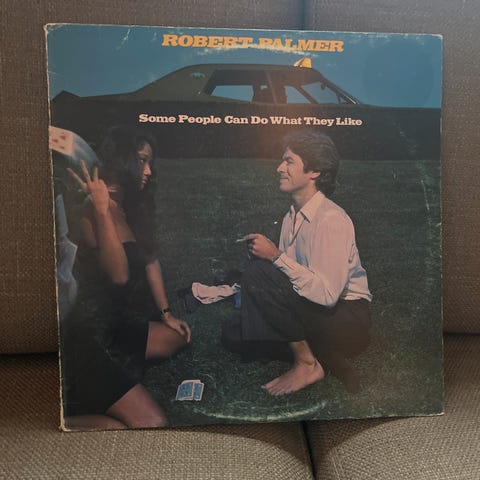 ROBERT PALMER
Some People Can Do What They Like